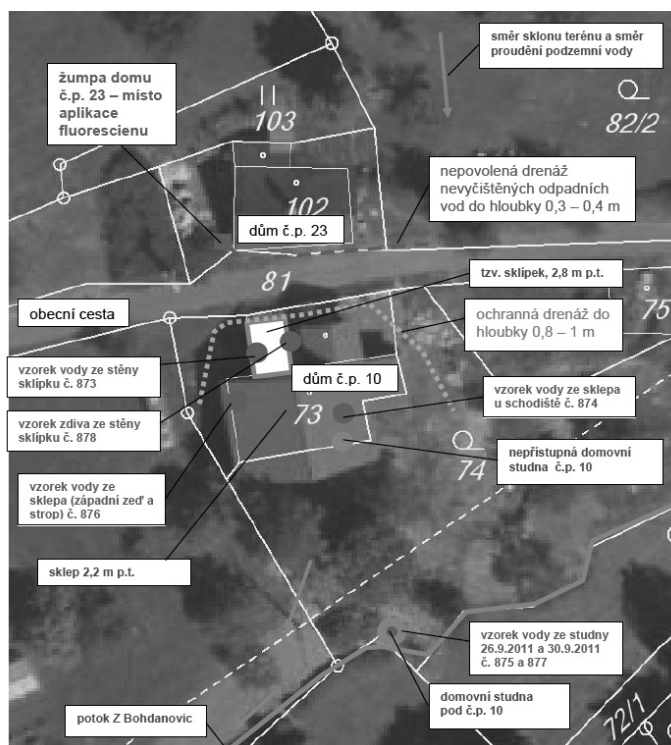 směr sklonu terénu a směr
proudění podzemní vody
žumpa domu
č.p. 23 – místo
aplikace
fluorescienu
103
82/2
nepovolená drenáž
nevyčištěných odpadních
vod do hloubky 0,3 – 0,4 m
102
dům č.p. 23
81
tzv. sklípek, 2,8 m p.t.
75
obecní cesta
ochranná drenáž do
hloubky 0,8 – 1 m
vzorek vody ze stěny
sklípku č. 873
dům č.p. 10
vzorek vody ze sklepa
u schodiště č. 874
vzorek zdiva ze stěny
sklípku č. 878
73
74
nepřístupná domovní
studna č.p. 10
vzorek vody ze
sklepa (západní zeď a
strop) č. 876
sklep 2,2 m p.t.
vzorek vody ze studny
26.9.2011 a 30.9.2011
č. 875 a 877
domovní studna
pod č.p. 10
potok Z Bohdanovic
72/1